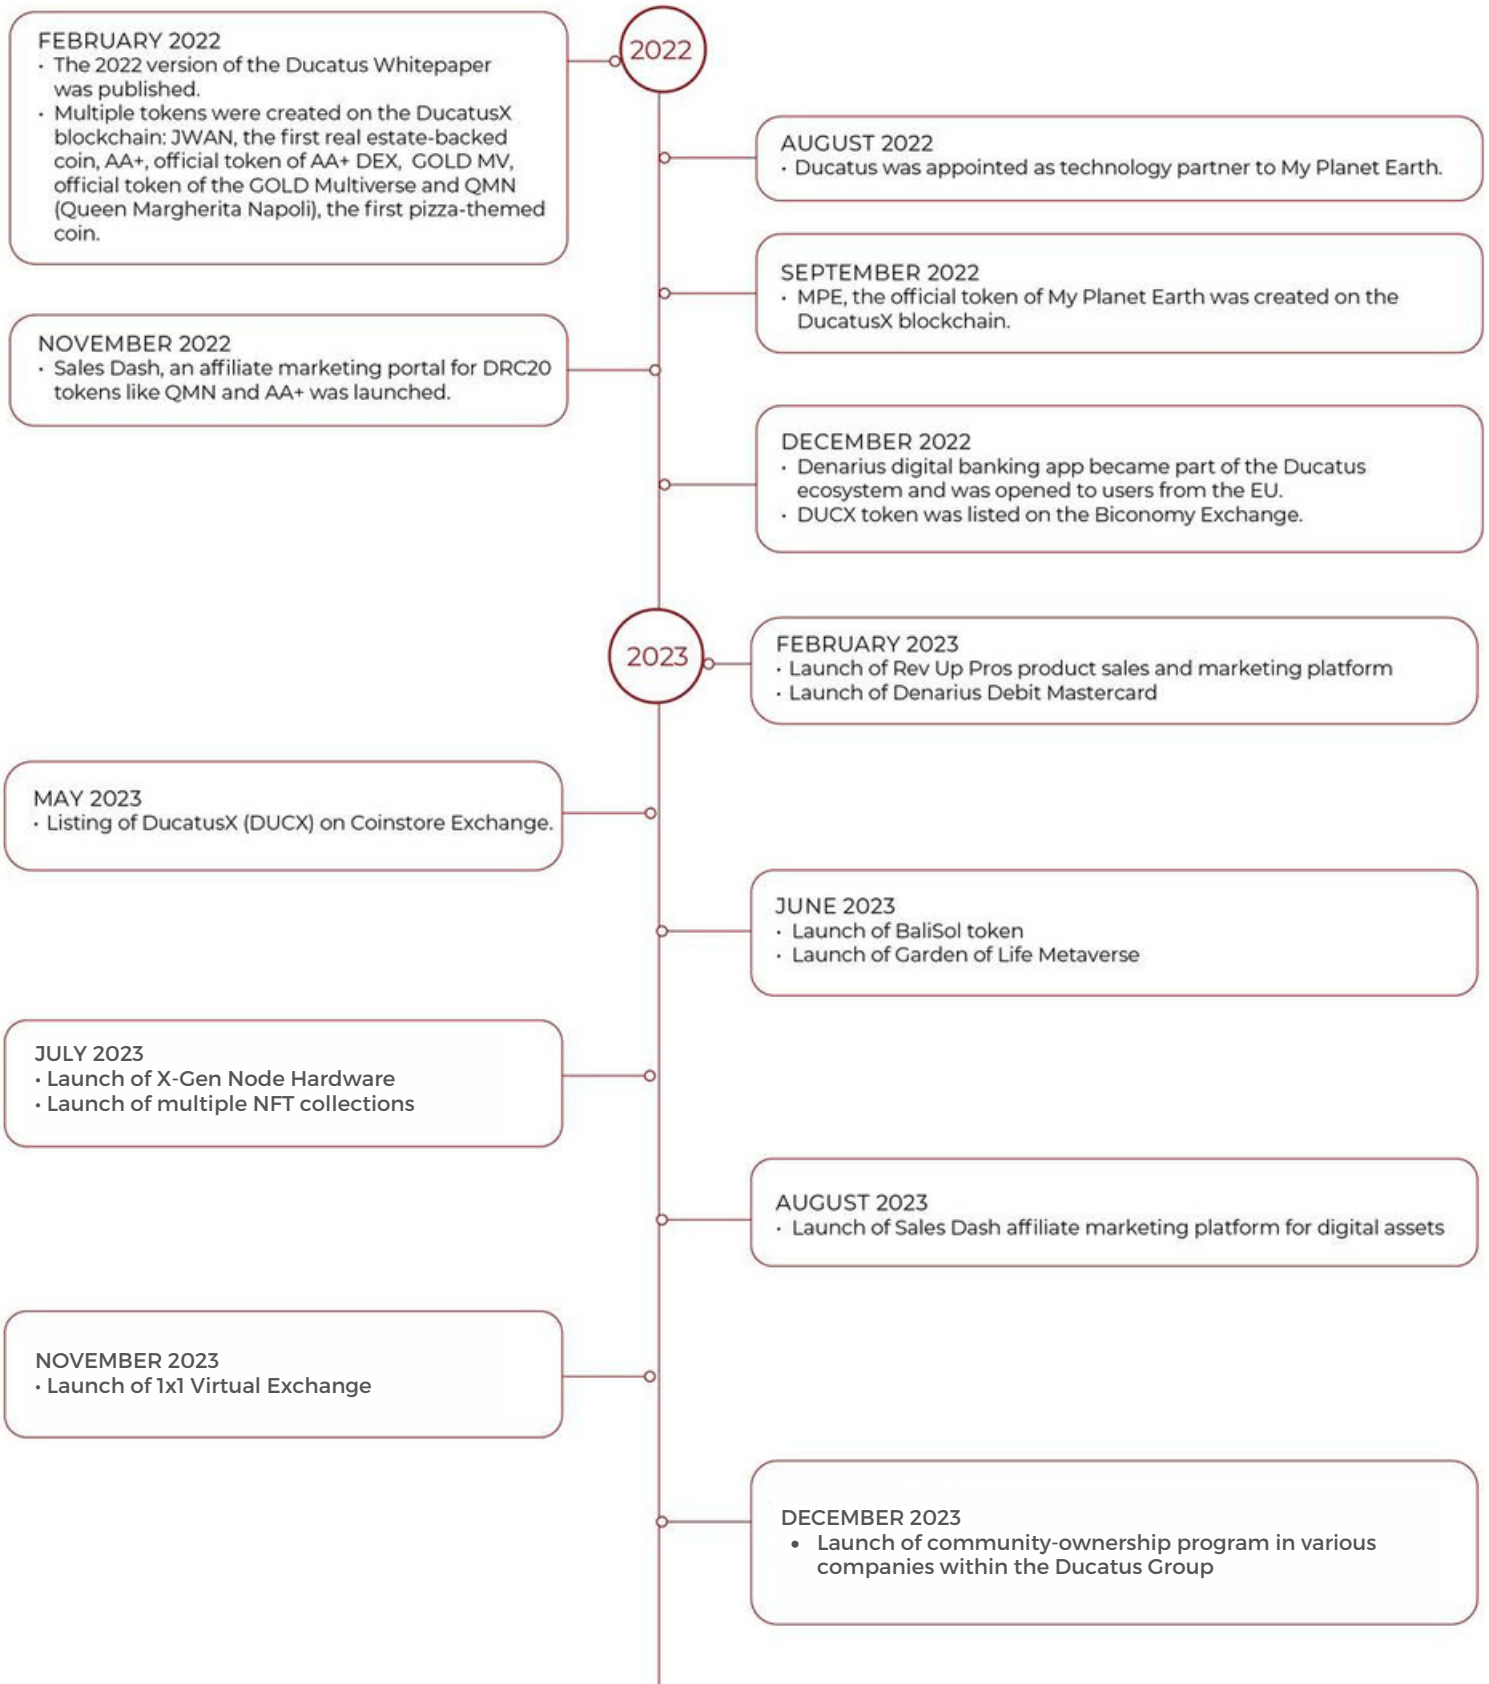 2022
FEBRUARY 2022
· The 2022 version of the Ducatus Whitepaper
was published.
· Multiple tokens were created on the DucatusX
blockchain: JWAN, the first real estate-backed
coin, AA+, official token of AA+ DEX, GOLD MV,
official token of the GOLD Multiverse and QMN
(Queen Margherita Napoli), the first pizza-themed
coin.
AUGUST 2022
· Ducatus was appointed as technology partner to My Planet Earth.
SEPTEMBER 2022
· MPE, the official token of My Planet Earth was created on the
DucatusX blockchain.
NOVEMBER 2022
· Sales Dash, an affiliate marketing portal for DRC20
tokens like QMN and AA+ was launched.
DECEMBER 2022
· Denarius digital banking app became part of the Ducatus
ecosystem and was opened to users from the EU.
· DUCX token was listed on the Biconomy Exchange.
2023
FEBRUARY 2023
· Launch of Rev Up Pros product sales and marketing platform
· Launch of Denarius Debit Mastercard
MAY 2023
· Listing of DucatusX (DUCX) on Coinstore Exchange.
JUNE 2023
· Launch of BaliSol token
· Launch of Garden of Life Metaverse
JULY 2023
· Launch of X-Gen Node Hardware
· Launch of multiple NFT collections
AUGUST 2023
· Launch of Sales Dash affiliate marketing platform for digital assets
NOVEMBER 2023
· Launch of 1x1 Virtual Exchange
DECEMBER 2023
• Launch of community-ownership program in various
companies within the Ducatus Group